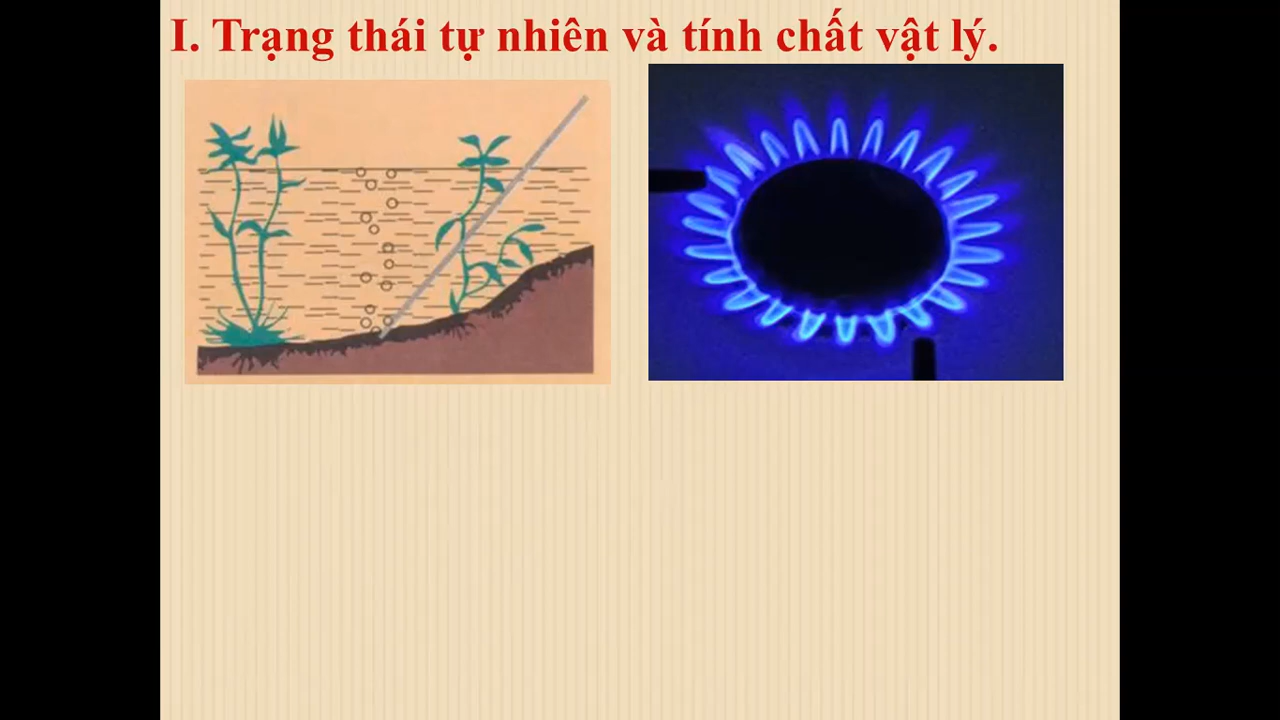 I. Trạng thái tự nhiên và tính chất vật lý.